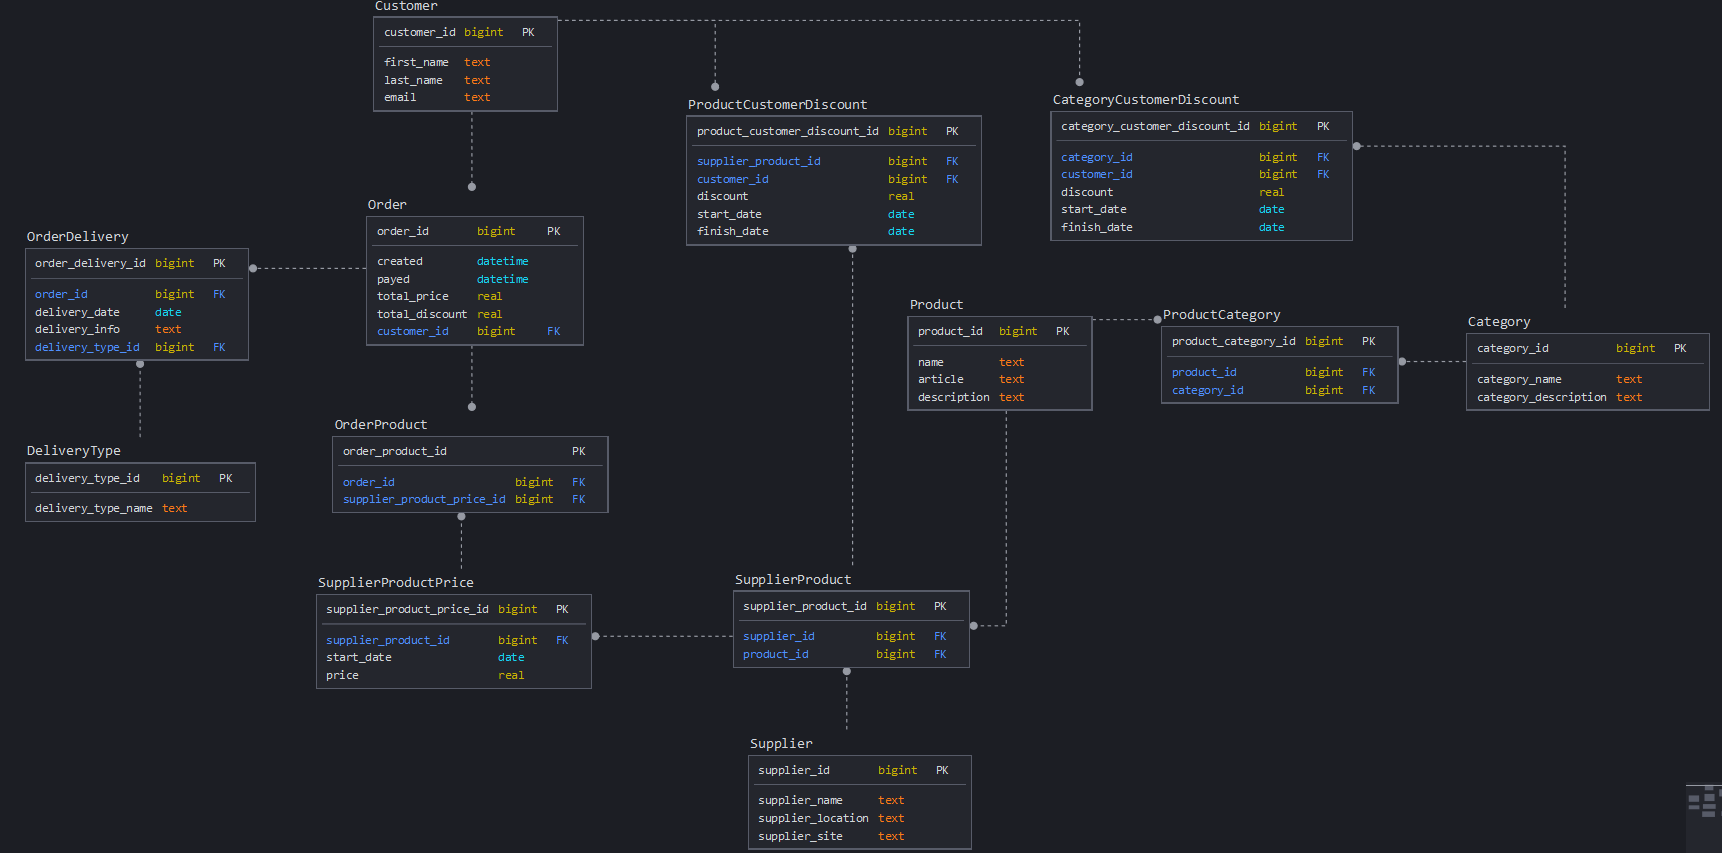 Customer
customer_id bigint PK
first_name text
last_name text
email text
ProductCustomerDiscount
product_customer_discount_id bigint PK
supplier_product_id bigint FK
customer_id bigint FK
discount real
start_date date
finish_date date
CategoryCustomerDiscount
category_customer_discount_id bigint PK
category_id bigint FK
customer_id bigint FK
discount real
start_date date
finish_date date
Order
order_id bigint PK
created datetime
payed datetime
total_price real
total_discount real
customer_id bigint FK
OrderDelivery
order_delivery_id bigint PK
order_id bigint FK
delivery_date date
delivery_info text
delivery_type_id bigint FK
Product
product_id bigint PK
name text
article text
description text
ProductCategory
product_category_id bigint PK
product_id bigint FK
category_id bigint FK
Category
category_id bigint PK
category_name text
category_description text
DeliveryType
delivery_type_id bigint PK
delivery_type_name text
OrderProduct
order_product_id PK
order_id bigint FK
supplier_product_price_id bigint FK
SupplierProductPrice
supplier_product_price_id bigint PK
supplier_product_id bigint FK
start_date date
price real
SupplierProduct
supplier_product_id bigint PK
supplier_id bigint FK
product_id bigint FK
Supplier
supplier_id bigint PK
supplier_name text
supplier_location text
supplier_site text